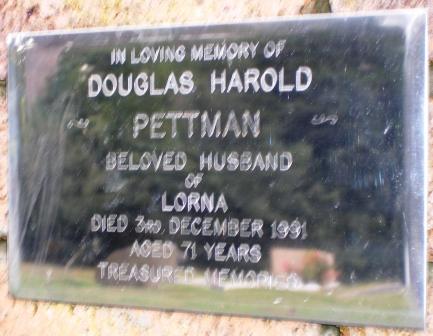 IN LOVING MEMORY OF
DOUGLAS HAROLD
PETTMAN
BELOVED HUSBAND
OF
LORNA
DIED 3RD DECEMBER 1991
AGED 71 YEARS
TREASURED MEMORIES